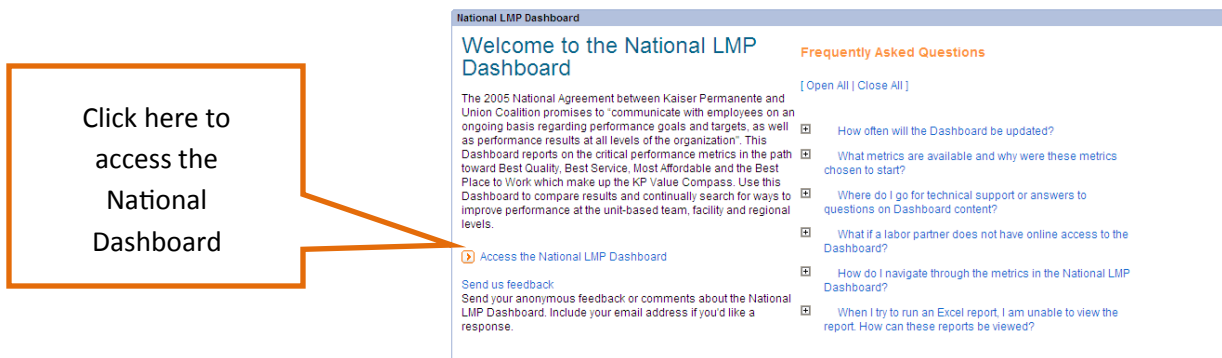 Click here to
access the
National
Dashboard
National LMP Dashboard
Welcome to the National LMP
Dashboard
The 2005 National Agreement between Kaiser Permanente and
Union Coalition promises to "communicate with employees on an
ongoing basis regarding performance goals and targets, as well
as performance results at all levels of the organization". This
Dashboard reports on the critical performance metrics in the path
toward Best Quality, Best Service, Most Affordable and the Best
Place to Work which make up the KP Value Compass. Use this
Dashboard to compare results and continually search for ways to
improve performance at the unit-based team, facility and regional
levels.
Access the National LMP Dashboard
Send us feedback
Send your anonymous feedback or comments about the National
LMP Dashboard. Include your email address if you'd like a
response.
Frequently Asked Questions
[ Open All | Close All ]
How often will the Dashboard be updated?
What metrics are available and why were these metrics
chosen to start?
Where do I go for technical support or answers to
questions on Dashboard content?
What if a labor partner does not have online access to the
Dashboard?
How do I navigate through the metrics in the National LMP
Dashboard?
When I try to run an Excel report, I am unable to view the
report. How can these reports be viewed?